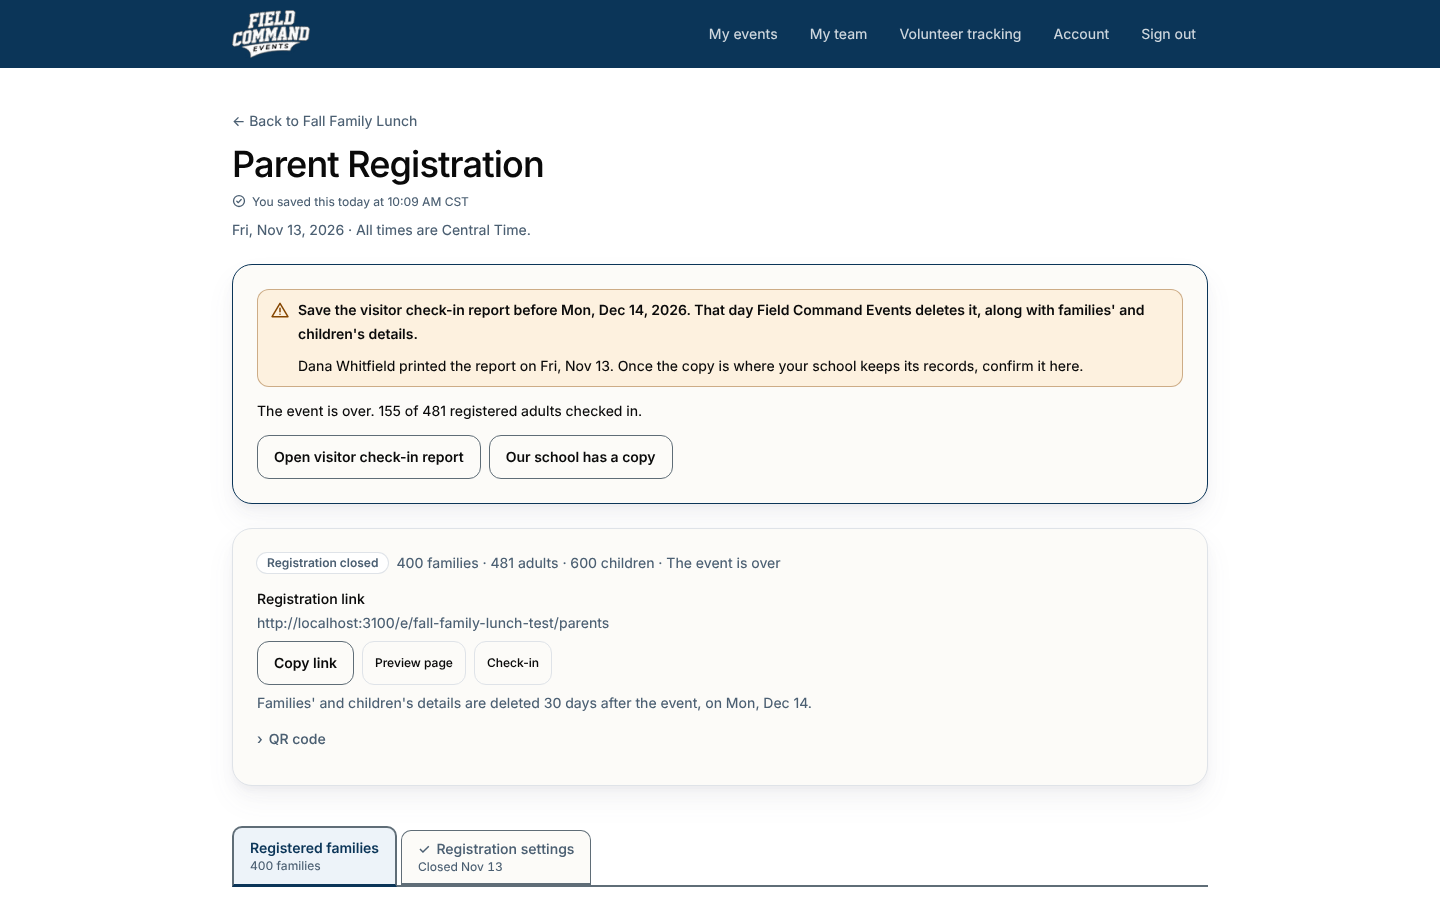 FIELD
COMMAND
EVENTS
My events
My team
Volunteer tracking
Account
Sign out
← Back to Fall Family Lunch
Parent Registration
You saved this today at 10:09 AM CST
Fri, Nov 13, 2026 · All times are Central Time.
Save the visitor check-in report before Mon, Dec 14, 2026. That day Field Command Events deletes it, along with families' and
children's details.
Dana Whitfield printed the report on Fri, Nov 13. Once the copy is where your school keeps its records, confirm it here.
The event is over. 155 of 481 registered adults checked in.
Open visitor check-in report
Our school has a copy
Registration closed
400 families · 481 adults · 600 children · The event is over
Registration link
http://localhost:3100/e/fall-family-lunch-test/parents
Copy link
Preview page
Check-in
Families' and children's details are deleted 30 days after the event, on Mon, Dec 14.
› QR code
Registered families
400 families
✓ Registration settings
Closed Nov 13